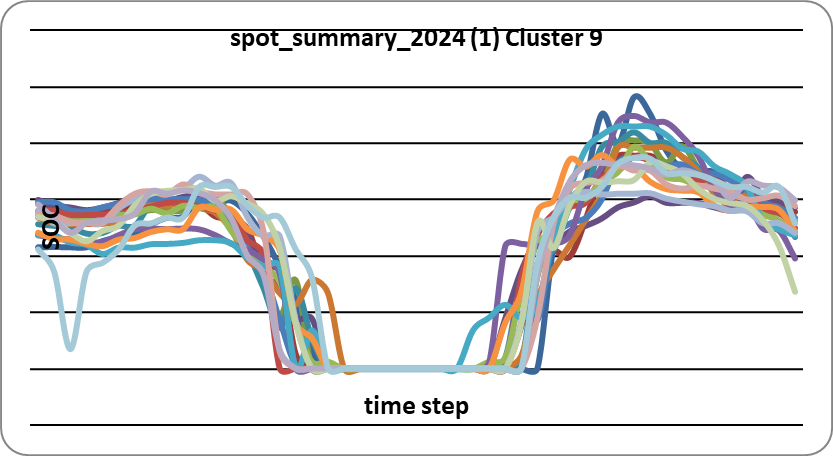 spot_summary_2024 (1) Cluster 9
SOC
time step